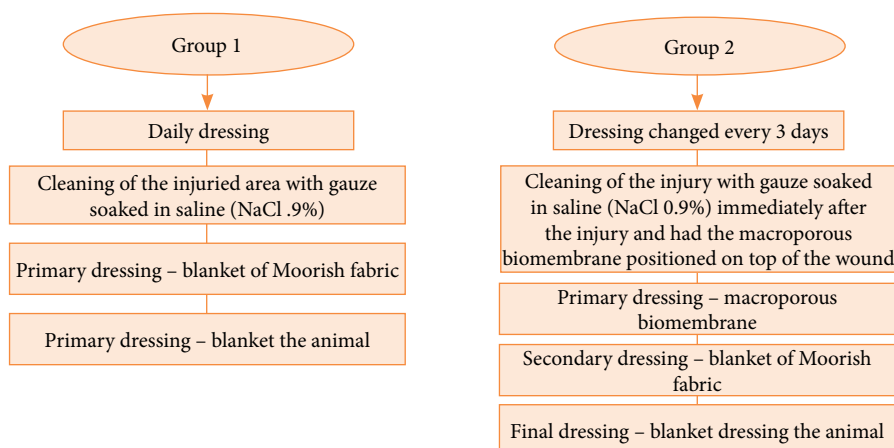 Group 1
Daily dressing
Cleaning of the injuried area with gauze
soaked in saline (NaCl .9%)
Primary dressing – blanket of Moorish fabric
Primary dressing – blanket the animal
Group 2
Dressing changed every 3 days
Cleaning of the injury with gauze soaked
in saline (NaCl 0.9%) immediately after
the injury and had the macroporous
biomembrane positioned on top of the wound
Primary dressing – macroporous
biomembrane
Secondary dressing – blanket of Moorish
fabric
Final dressing – blanket dressing the animal